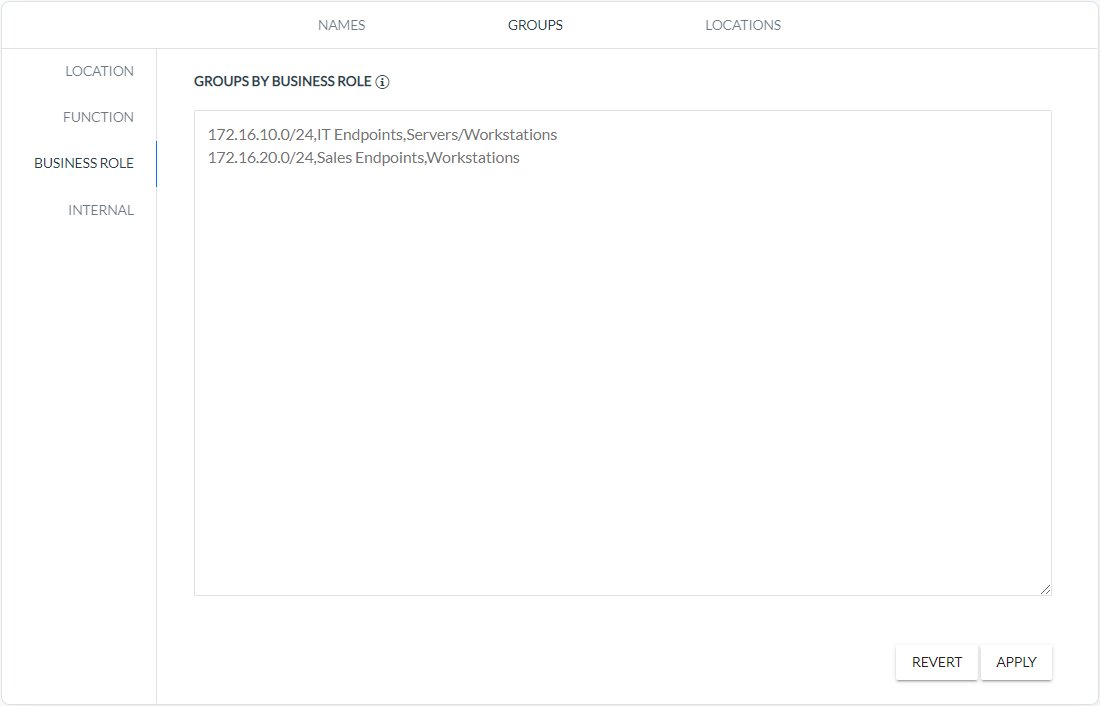 NAMES
GROUPS
LOCATIONS
LOCATION
FUNCTION
BUSINESS ROLE
INTERNAL
GROUPS BY BUSINESS ROLE
172.16.10.0/24,IT Endpoints,Servers/Workstations
172.16.20.0/24,Sales Endpoints,Workstations
REVERT
APPLY